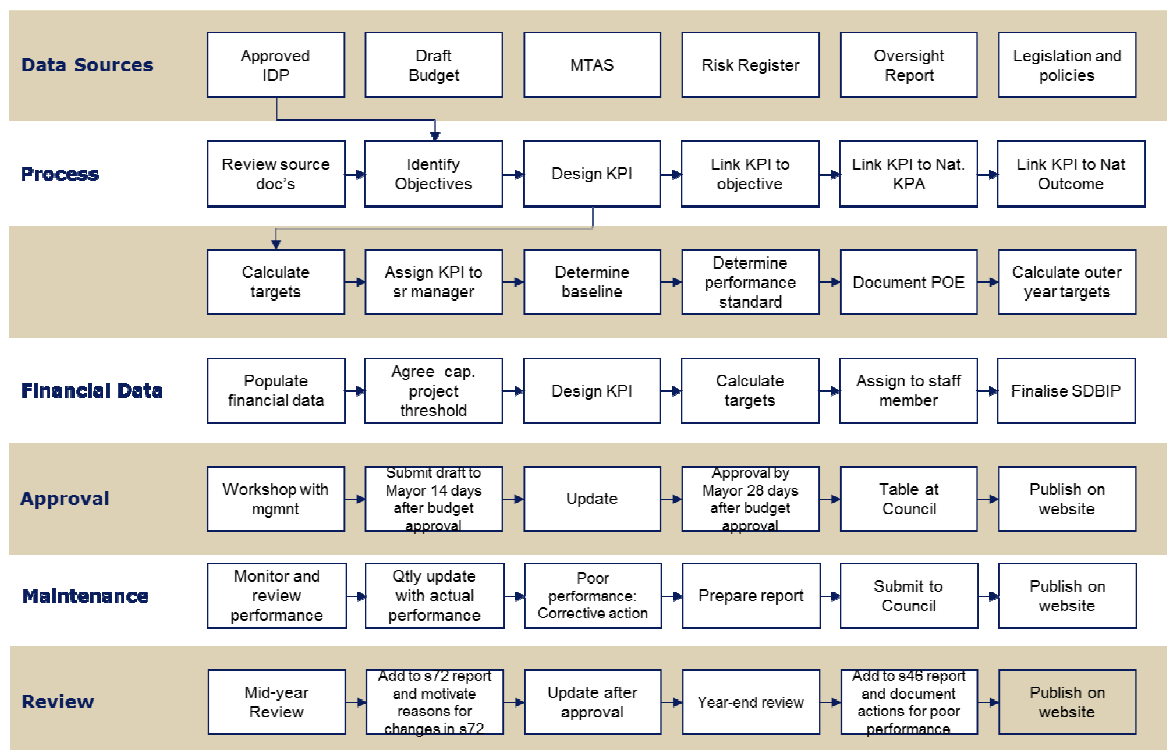 Data Sources
Approved
IDP
Draft
Budget
MTAS
Risk Register
Oversight
Report
Legislation and
policies
Process
Review source
doc's
Identify
Objectives
Design KPI
Link KPI to
objective
Link KPI to Nat.
KPA
Link KPI to Nat
Outcome
Calculate
targets
Assign KPI to
sr manager
Determine
baseline
Determine
performance
standard
Document POE
Calculate outer
year targets
Financial Data
Populate
financial data
Agree cap.
project
threshold
Design KPI
Calculate
targets
Assign to staff
member
Finalise SDBIP
Approval
Workshop with
mgmnt
Submit draft to
Mayor 14 days
after budget
approval
Update
Approval by
Mayor 28 days
after budget
approval
Table at
Council
Publish on
website
Maintenance
Monitor and
review
performance
Qtly update
with actual
performance
Poor
performance:
Corrective action
Prepare report
Submit to
Council
Publish on
website
Review
Mid-year
Review
Add to s72 report
and motivate
reasons for
changes in s72
Update after
approval
Year-end review
Add to s46 report
and document
actions for poor
performance
Publish on
website